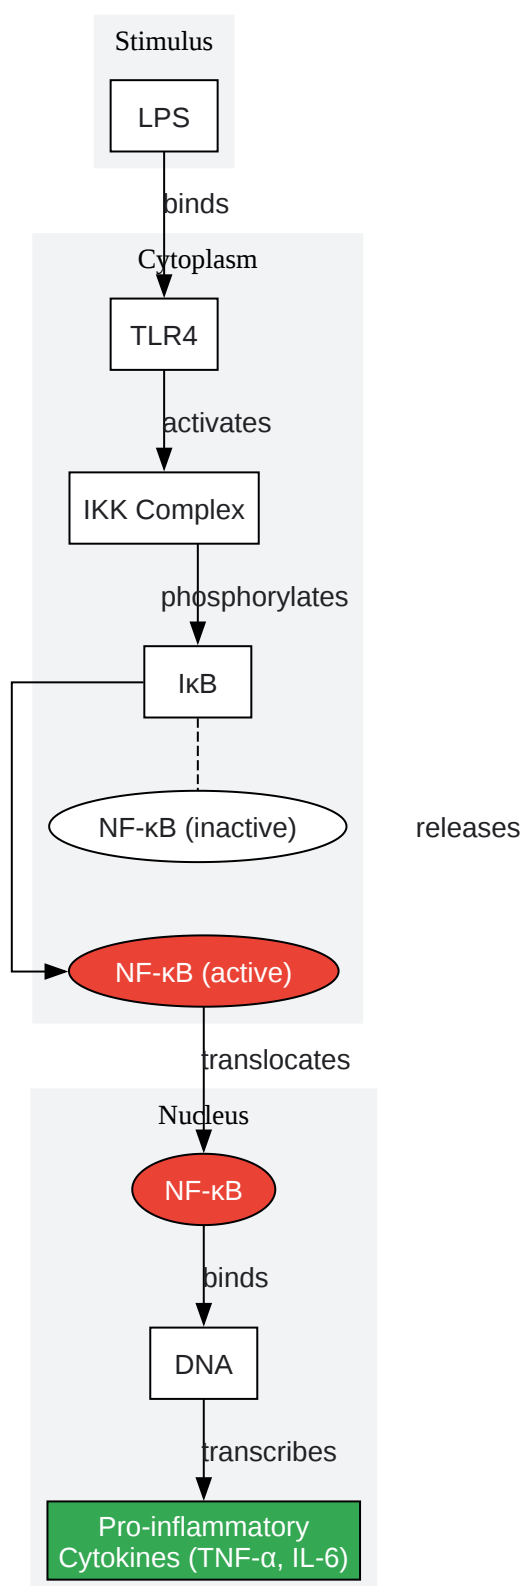 Stimulus
LPS
binds
Cytoplasm
TLR4
activates
IKK Complex
phosphorylates
IκB
NF-κB (inactive)
releases
NF-κB (active)
translocates
Nucleus
NF-κB
binds
DNA
transcribes
Pro-inflammatory
Cytokines (TNF-α, IL-6)